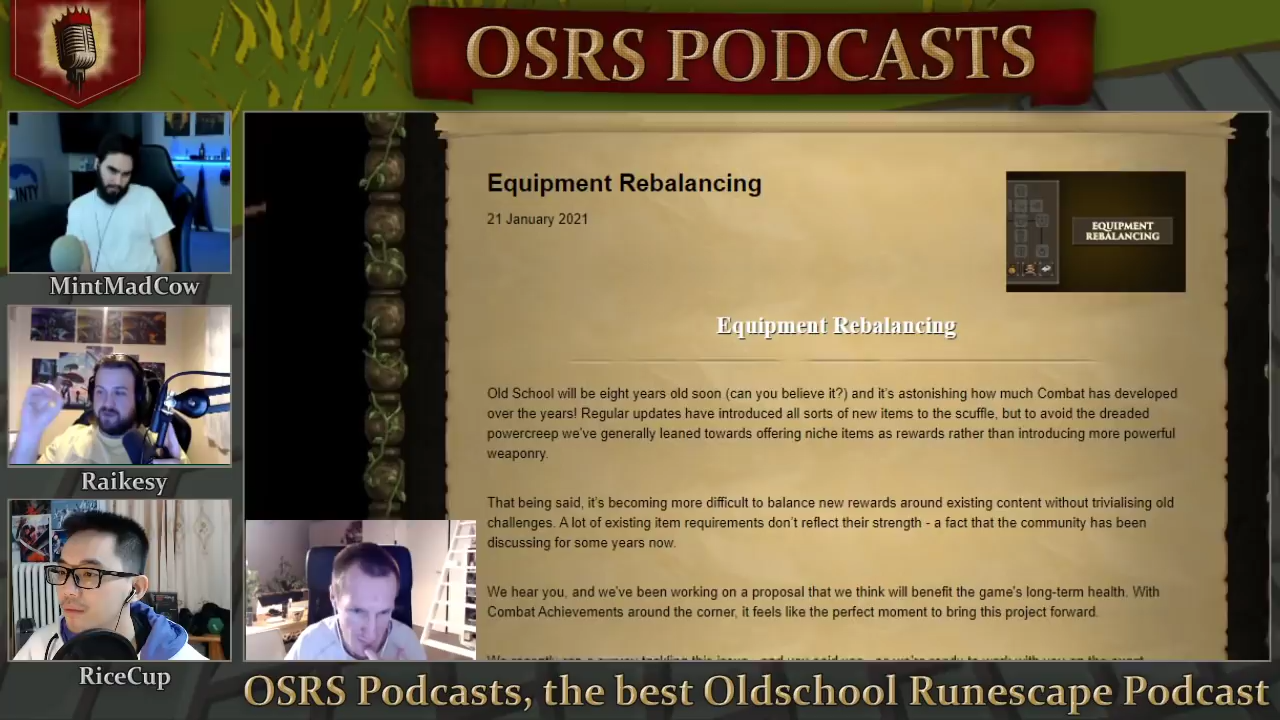 OSRS PODCASTS
MintMadCow
Raikesy
RiceCup
Equipment Rebalancing
21 January 2021
EQUIPMENT
REBALANCING
Equipment Rebalancing
Old School will be eight years old soon (can you believe it?) and it's astonishing how much Combat has developed
over the years! Regular updates have introduced all sorts of new items to the scuffle, but to avoid the dreaded
powercreep we've generally leaned towards offering niche items as rewards rather than introducing more powerful
weaponry.
That being said, it's becoming more difficult to balance new rewards around existing content without trivialising old
challenges. A lot of existing item requirements don't reflect their strength - a fact that the community has been
discussing for some years now.
We hear you, and we've been working on a proposal that we think will benefit the game's long-term health. With
Combat Achievements around the corner, it feels like the perfect moment to bring this project forward.
OSRS Podcasts, the best Oldschool Runescape Podcast